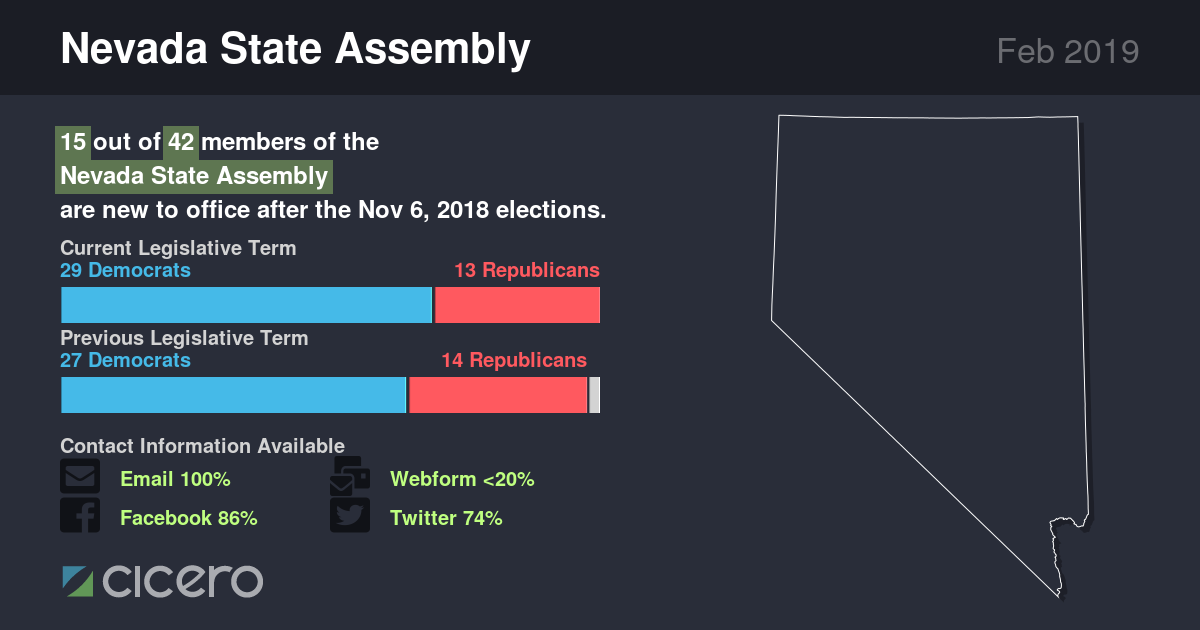 Nevada State Assembly
Feb 2019
15 out of 42 members of the
Nevada State Assembly
are new to office after the Nov 6, 2018 elections.
Current Legislative Term
29 Democrats
13 Republicans
Previous Legislative Term
27 Democrats
14 Republicans
Contact Information Available
Email 100%
Webform <20%
Facebook 86%
Twitter 74%
cicero